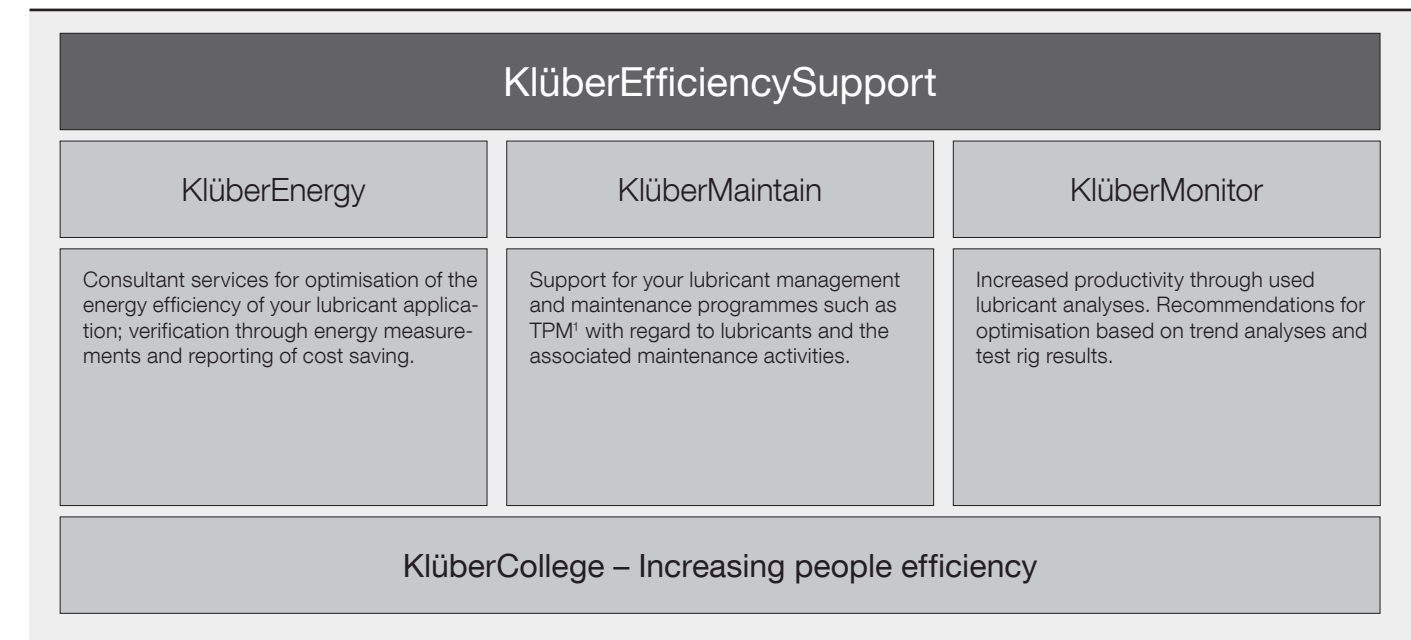 KlüberEfficiencySupport
KlüberEnergy
KlüberMaintain
KlüberMonitor
Consultant services for optimisation of the
energy efficiency of your lubricant applica-
tion; verification through energy measure-
ments and reporting of cost saving.
Support for your lubricant management
and maintenance programmes such as
TPM¹ with regard to lubricants and the
associated maintenance activities.
Increased productivity through used
lubricant analyses. Recommendations for
optimisation based on trend analyses and
test rig results.
KlüberCollege – Increasing people efficiency